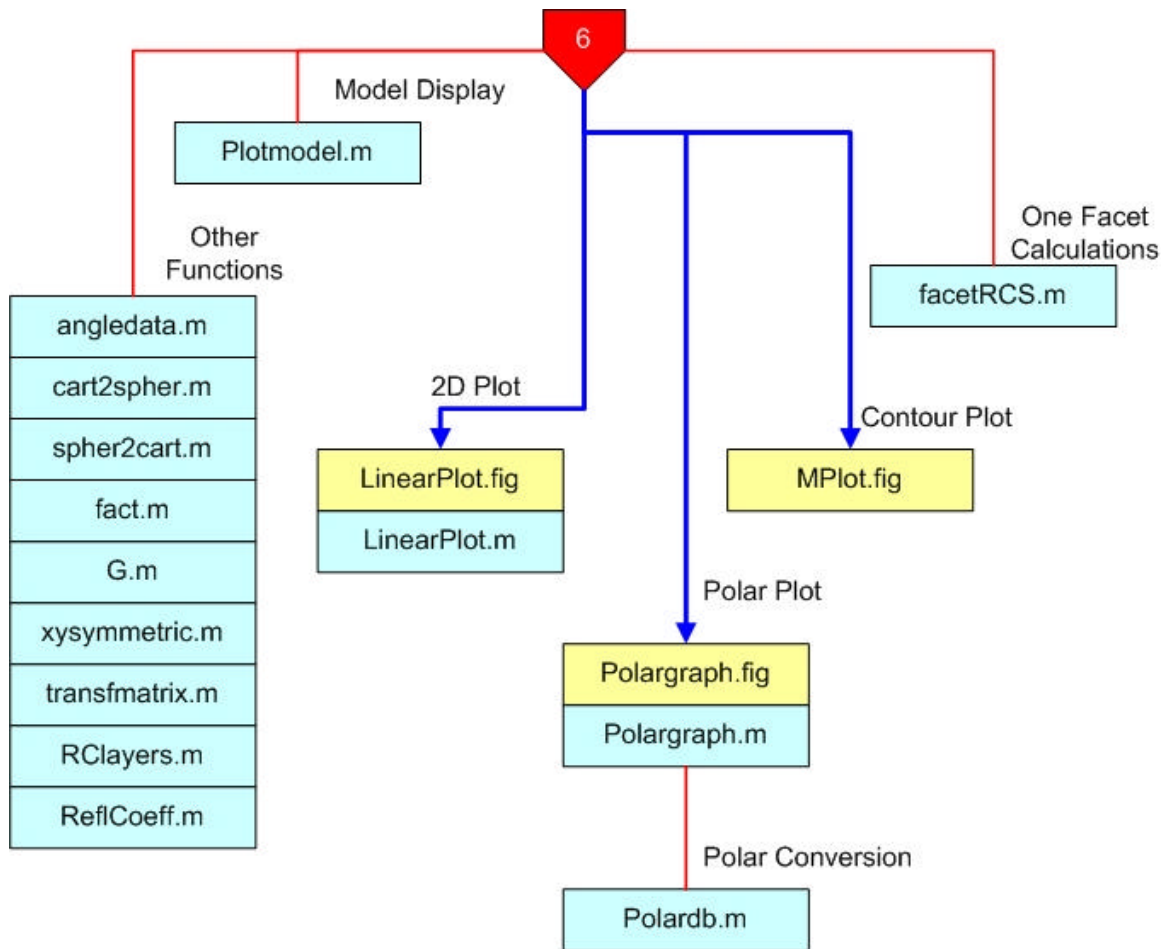 6
Model Display
Plotmodel.m
One Facet
Calculations
facetRCS.m
Other
Functions
angledata.m
cart2spher.m
spher2cart.m
fact.m
G.m
xysymmetric.m
transfmatrix.m
RClayers.m
ReflCoeff.m
2D Plot
LinearPlot.fig
LinearPlot.m
Contour Plot
MPlot.fig
Polar Plot
Polargraph.fig
Polargraph.m
Polar Conversion
Polardb.m